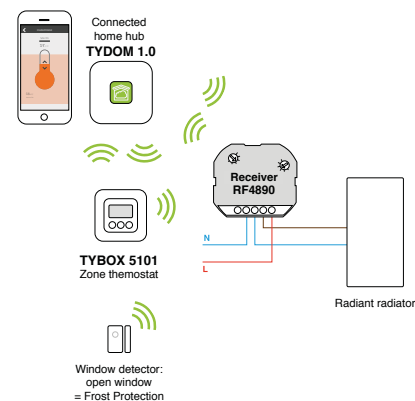 Connected
home hub
TYDOM 1.0
Receiver
RF4890
N
L
TYBOX 5101
Zone themostat
Radiant radiator
Window detector:
open window
= Frost Protection